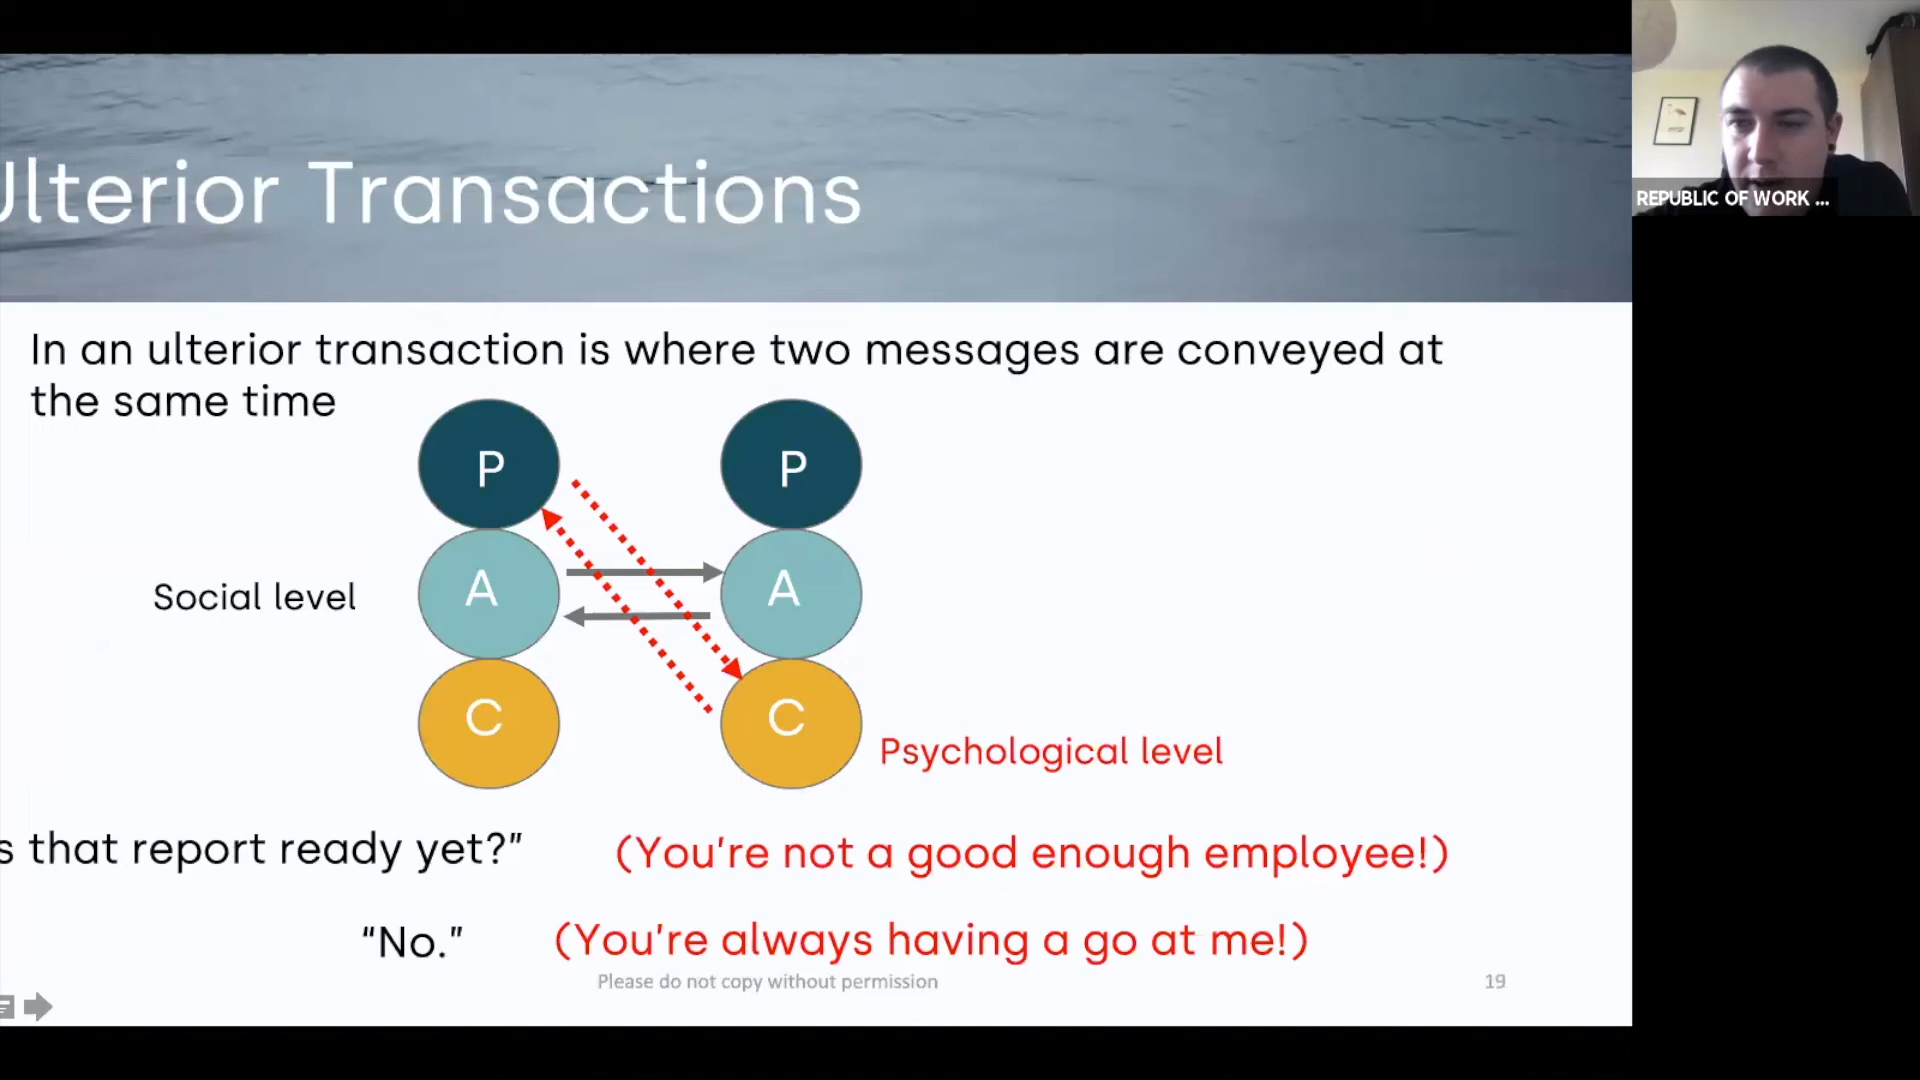 Ulterior Transactions
REPUBLIC OF WORK ...
In an ulterior transaction is where two messages are conveyed at
the same time
P P
A A
Social level
C C
Psychological level
s that report ready yet?” (You’re not a good enough employee!)
“No.” (You’re always having a go at me!)
Please do not copy without permission 19